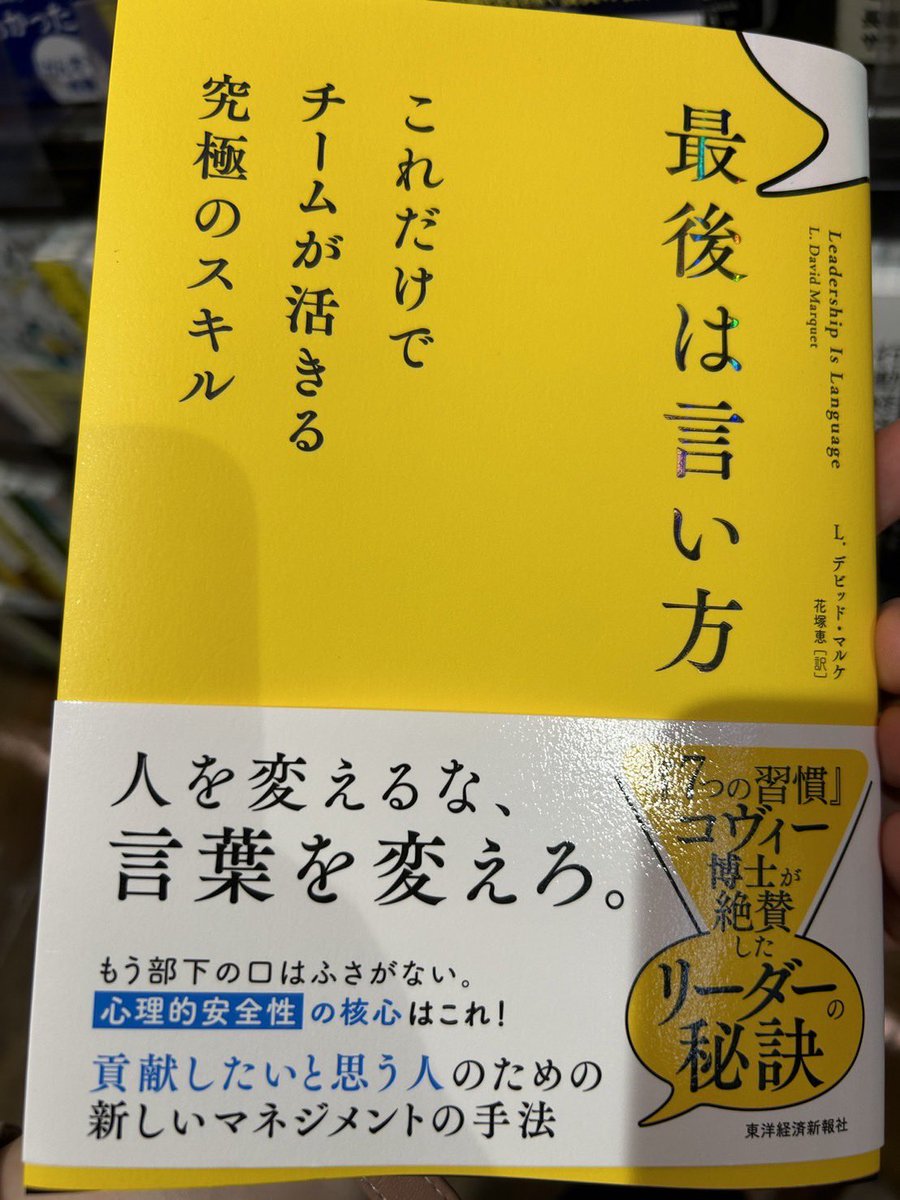 最後は言い方
Leadership Is Language
L. David Marquet
L. デビッド・マルケ
花塚恵[訳]
これだけで
チームが活きる
究極のスキル
人を変えるな、
言葉を変えろ。
もう部下の口はふさがない。
心理的安全性の核心はこれ!
貢献したいと思う人のための
新しいマネジメントの手法
『7つの習慣』
コヴィー
博士が
絶賛
した
リーダーの
秘訣
東洋経済新報社